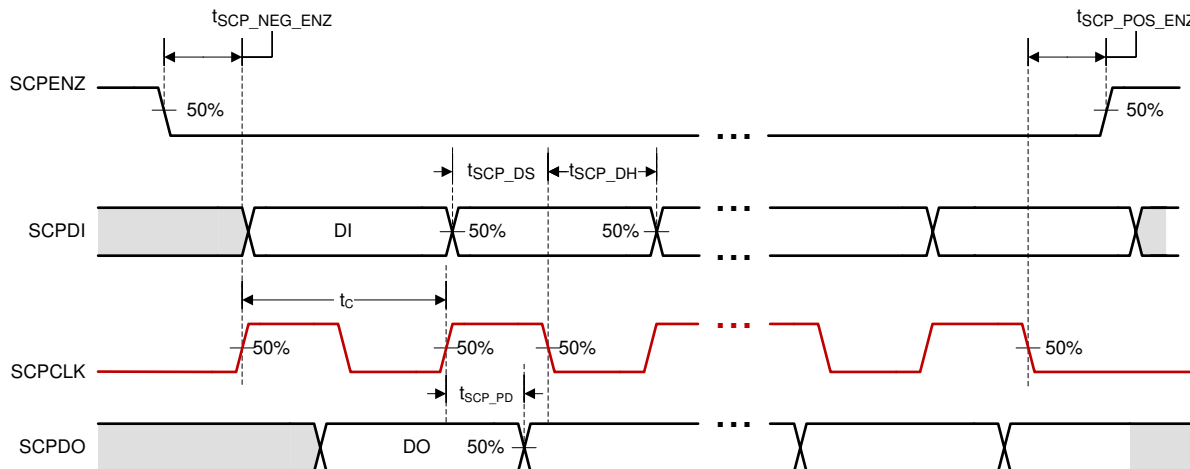 tSCP_NEG_ENZ
tSCP_POS_ENZ
SCPENZ
50%
50%
tSCP_DS
tSCP_DH
SCPDI
DI
50%
50%
tC
50%
50%
50%
50%
SCPCLK
tSCP_PD
SCPDO
DO
50%